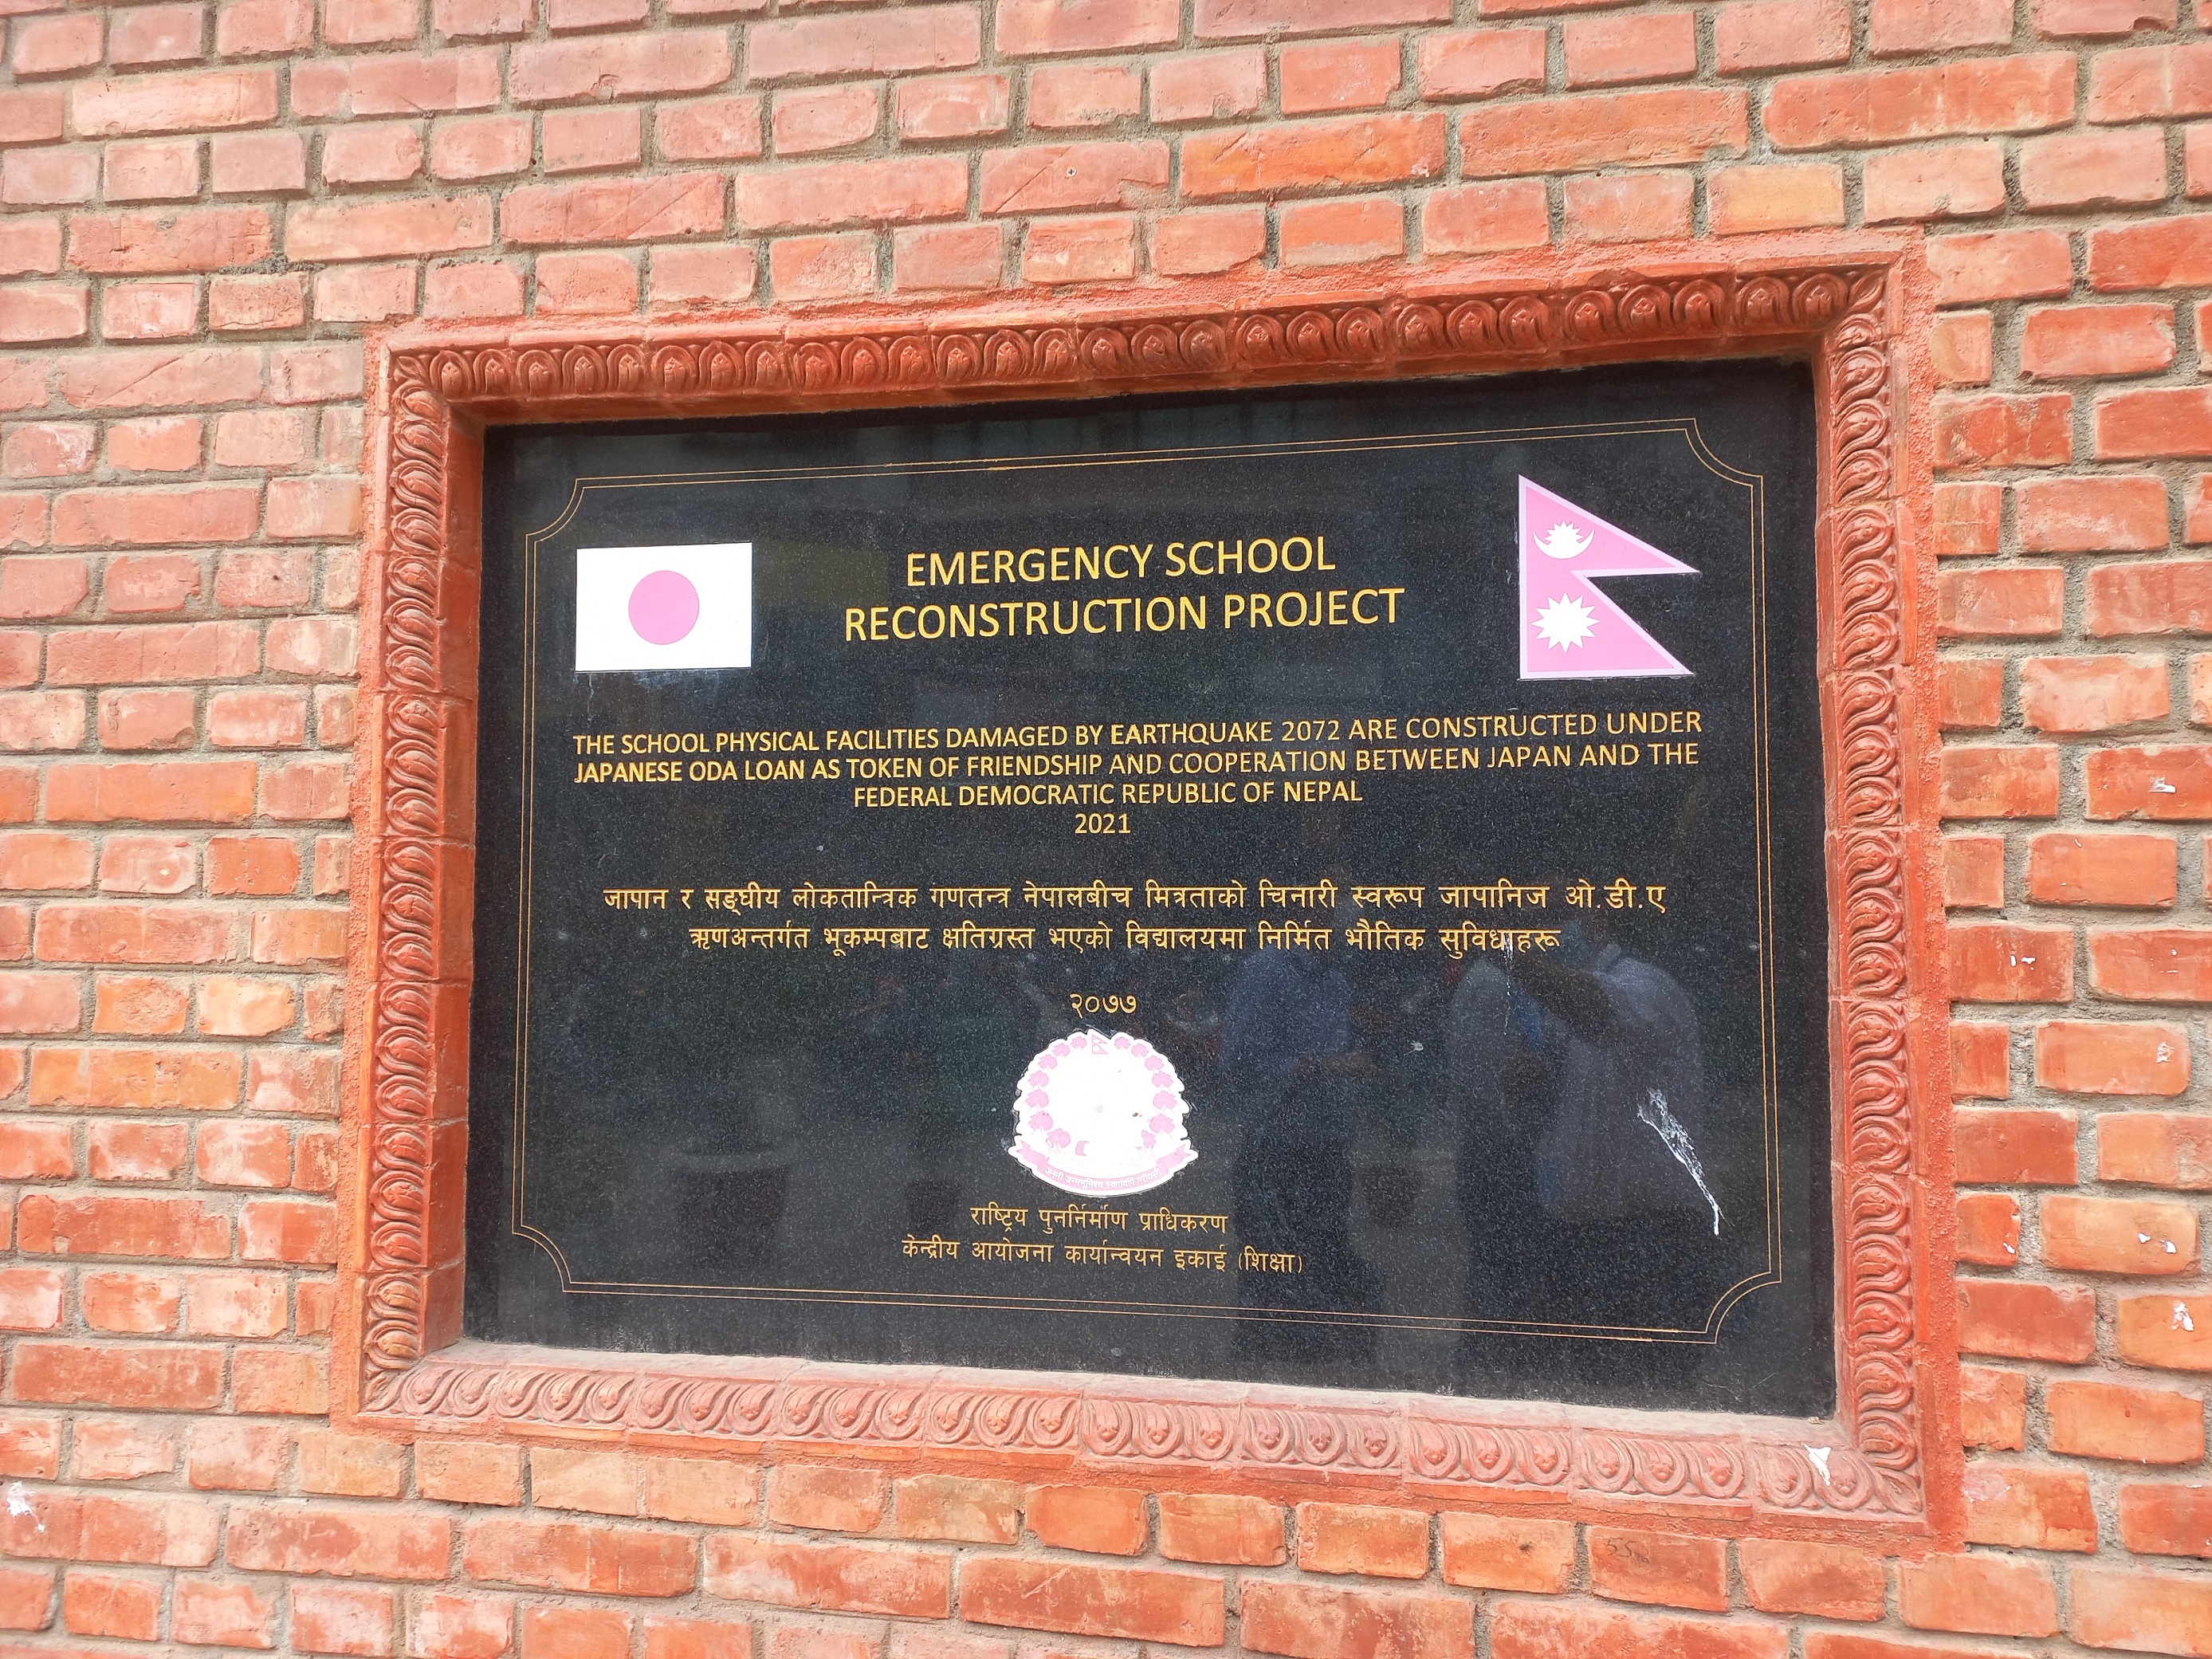 EMERGENCY SCHOOL
RECONSTRUCTION PROJECT
THE SCHOOL PHYSICAL FACILITIES DAMAGED BY EARTHQUAKE 2072 ARE CONSTRUCTED UNDER
JAPANESE ODA LOAN AS TOKEN OF FRIENDSHIP AND COOPERATION BETWEEN JAPAN AND THE
FEDERAL DEMOCRATIC REPUBLIC OF NEPAL
2021
जापान र सङ्घीय लोकतान्त्रिक गणतन्त्र नेपालबीच मित्रताको चिनारी स्वरूप जापानिज ओ.डी.ए
ऋणअन्तर्गत भूकम्पबाट क्षतिग्रस्त भएको विद्यालयमा निर्मित भौतिक सुविधाहरू
२०७७
राष्ट्रिय पुनर्निर्माण प्राधिकरण
केन्द्रीय आयोजना कार्यान्वयन इकाई (शिक्षा)